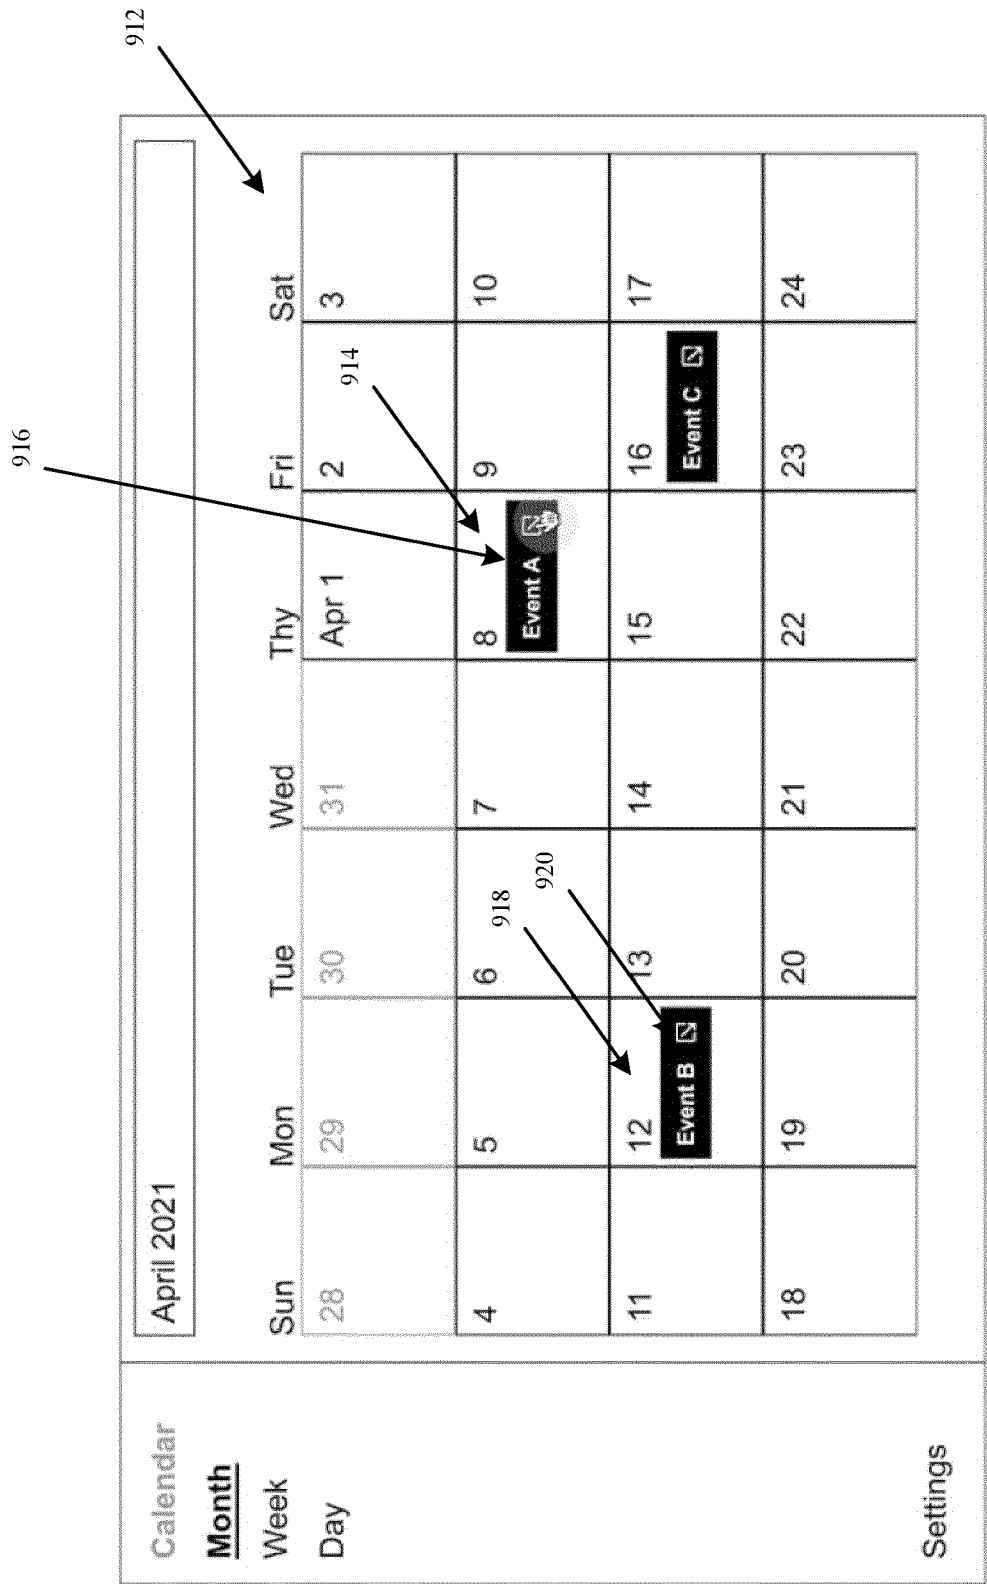 912
916
914
April 2021
Calendar
Month
Week
Day
Settings
Sun Mon Tue Wed Thy Fri Sat
28 29 30 31 Apr 1 2 3
4 5 6 7 8 9 10
Event A
918
920
11 12 13 14 15 16 17
Event B Event C
18 19 20 21 22 23 24